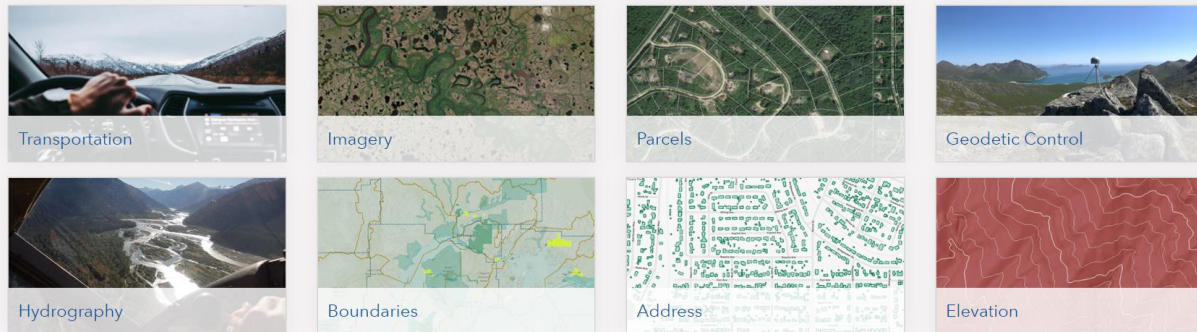 Transportation
Imagery
Parcels
Geodetic Control
Hydrography
Boundaries
Address
Elevation